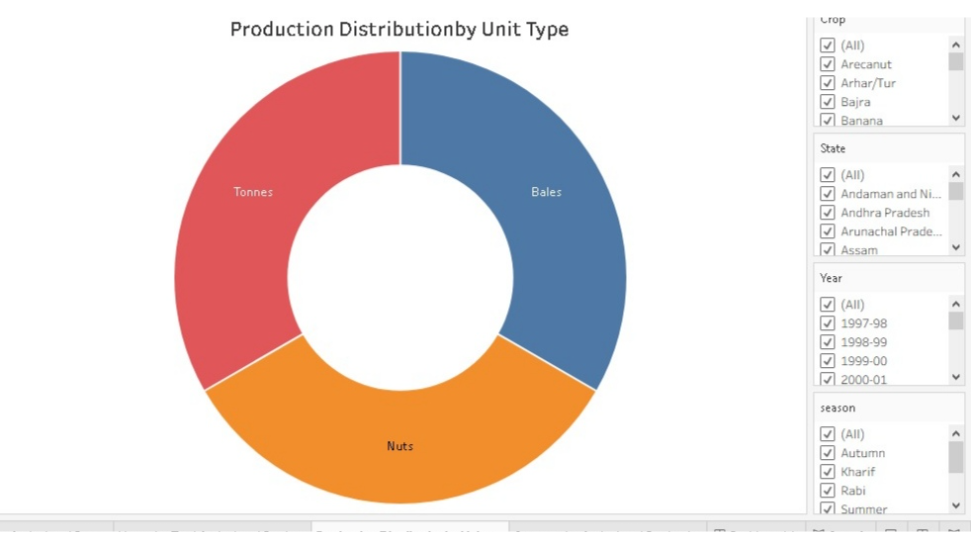 Production Distributionby Unit Type
Tonnes
Bales
Nuts
Crop
(All)
Arecanut
Arhar/Tur
Bajra
Banana
State
(All)
Andaman and Ni...
Andhra Pradesh
Arunachal Prade...
Assam
Year
(All)
1997-98
1998-99
1999-00
2000-01
season
(All)
Autumn
Kharif
Rabi
Summer